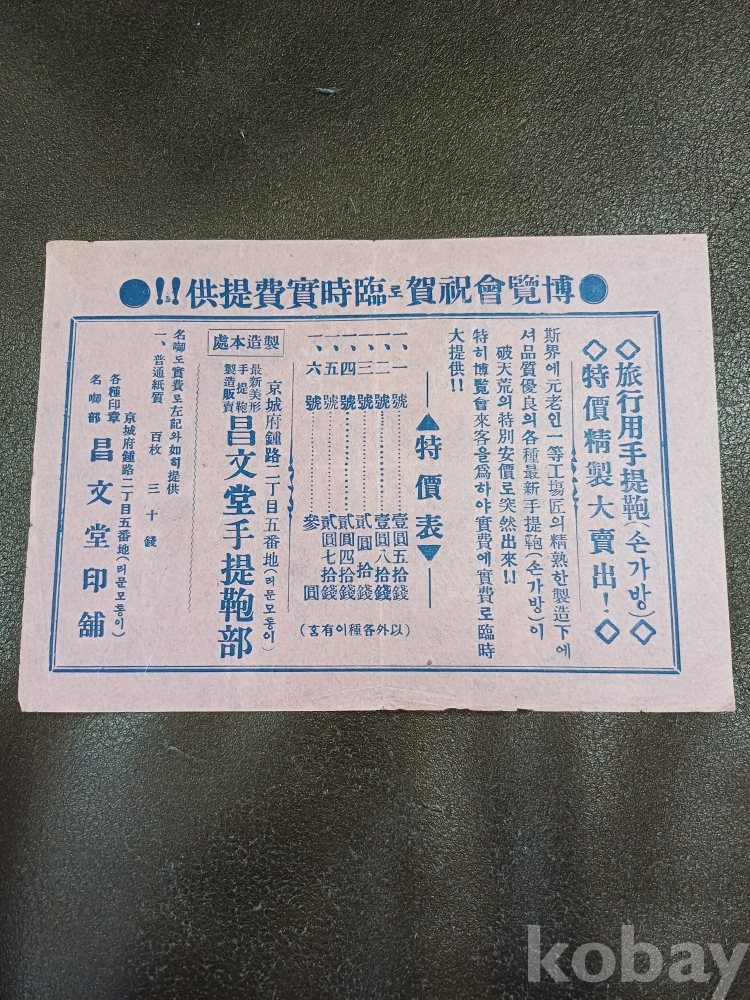 ●博覽會祝賀로臨時實費提供!!●
◇旅行用手提鞄(손가방)◇
◇特價精製大賣出!◇
斯界에元老인一等工場匠의精熟한製造下에
셔品質優良의各種最新手提鞄(손가방)이
破天荒의特別安價로突然出來!!
特히博覽會來客을爲하야實費에實費로臨時
大提供!!
▲特價表▼
一、一號………壹圓五拾錢
一、二號………壹圓八拾錢
一、三號………貳圓拾錢
一、四號………貳圓四拾錢
一、五號………貳圓七拾錢
一、六號………參圓
(以外各種이有홈)
製造本處
京城府鍾路二丁目五番地(리문모퉁이)
最新美形
手提鞄
製造販賣
昌文堂手提鞄部
名啣도實費로左記와如히提供
一、普通紙質 百枚 三十錢
京城府鍾路二丁目五番地(리문모퉁이)
各種印章
名啣部
昌文堂印舖
kobay